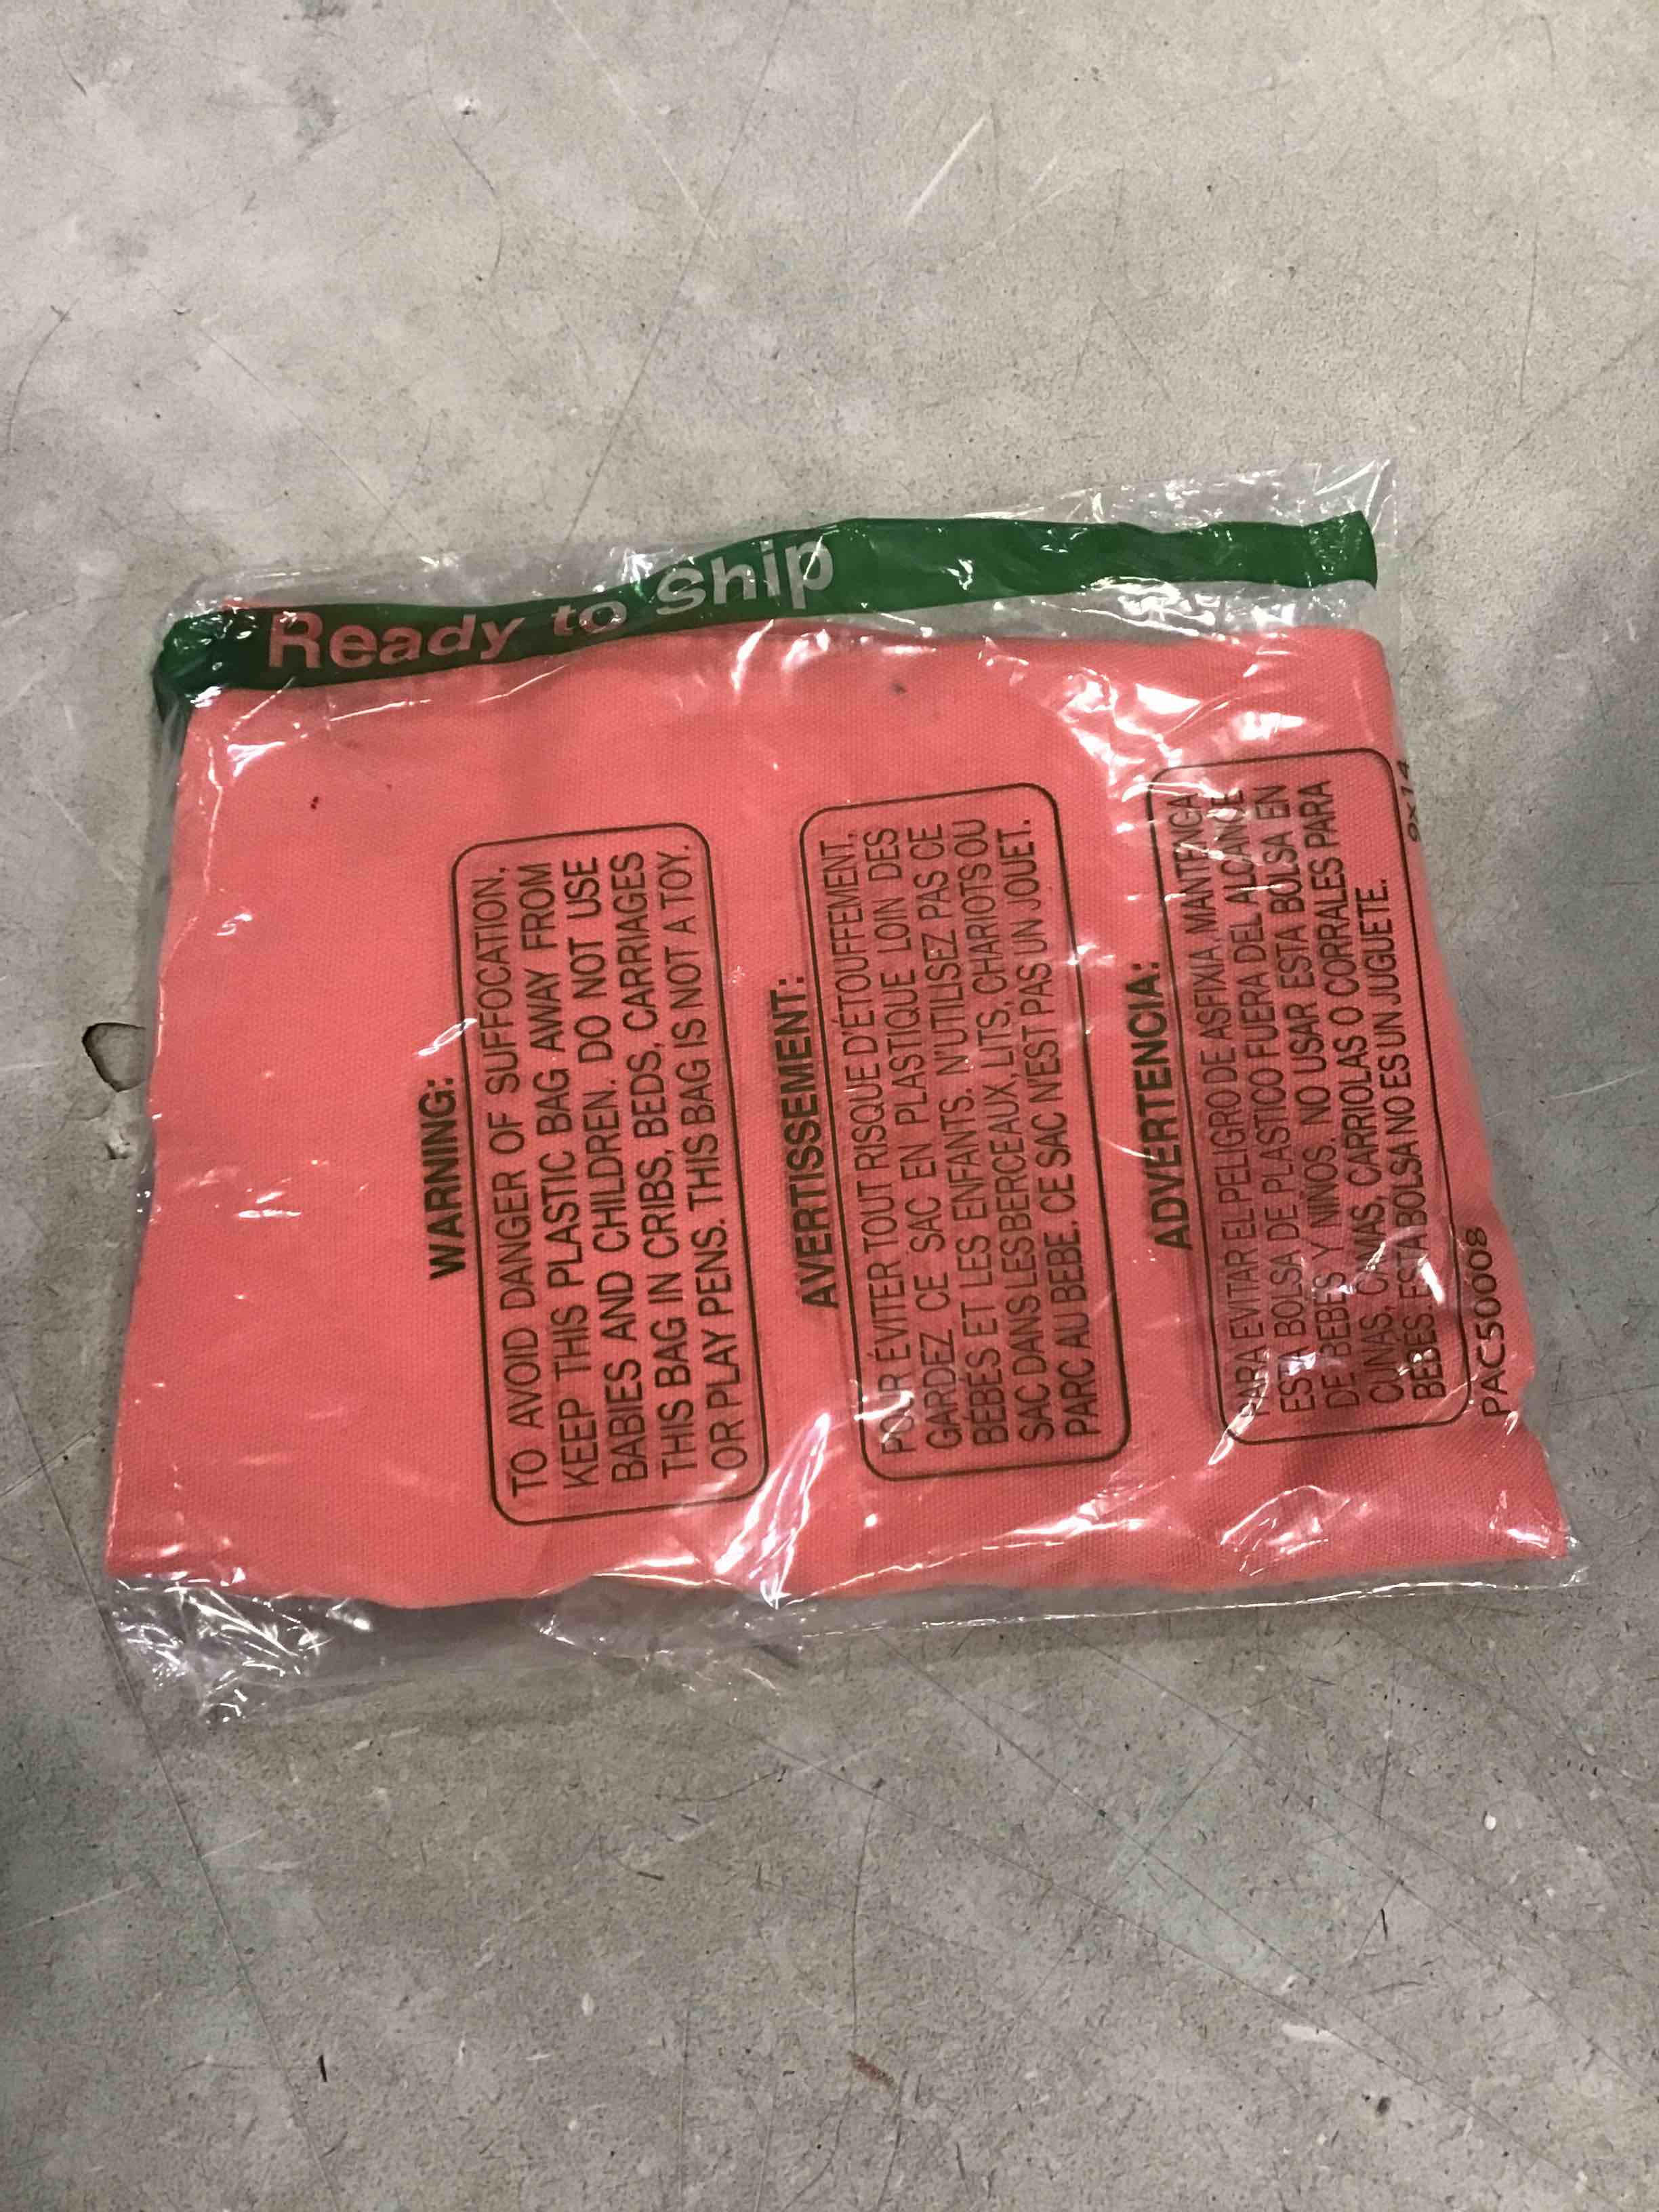 Ready to Ship
WARNING:
TO AVOID DANGER OF SUFFOCATION,
KEEP THIS PLASTIC BAG AWAY FROM
BABIES AND CHILDREN. DO NOT USE
THIS BAG IN CRIBS, BEDS, CARRIAGES
OR PLAY PENS. THIS BAG IS NOT A TOY.
AVERTISSEMENT:
POUR ÉVITER TOUT RISQUE D'ÉTOUFFEMENT,
GARDEZ CE SAC EN PLASTIQUE LOIN DES
BÉBÉS ET LES ENFANTS. N'UTILISEZ PAS CE
SAC DANS LES BERCEAUX, LITS, CHARIOTS OU
PARC AU BEBE. CE SAC N'EST PAS UN JOUET.
ADVERTENCIA:
PARA EVITAR EL PELIGRO DE ASFIXIA, MANTENGA
ESTA BOLSA DE PLASTICO FUERA DEL ALCANCE
DE BEBES Y NINOS. NO USAR ESTA BOLSA EN
CUNAS, CAMAS, CARRIOLAS O CORRALES PARA
BEBES. ESTA BOLSA NO ES UN JUGUETE.
PAC50008
9X14